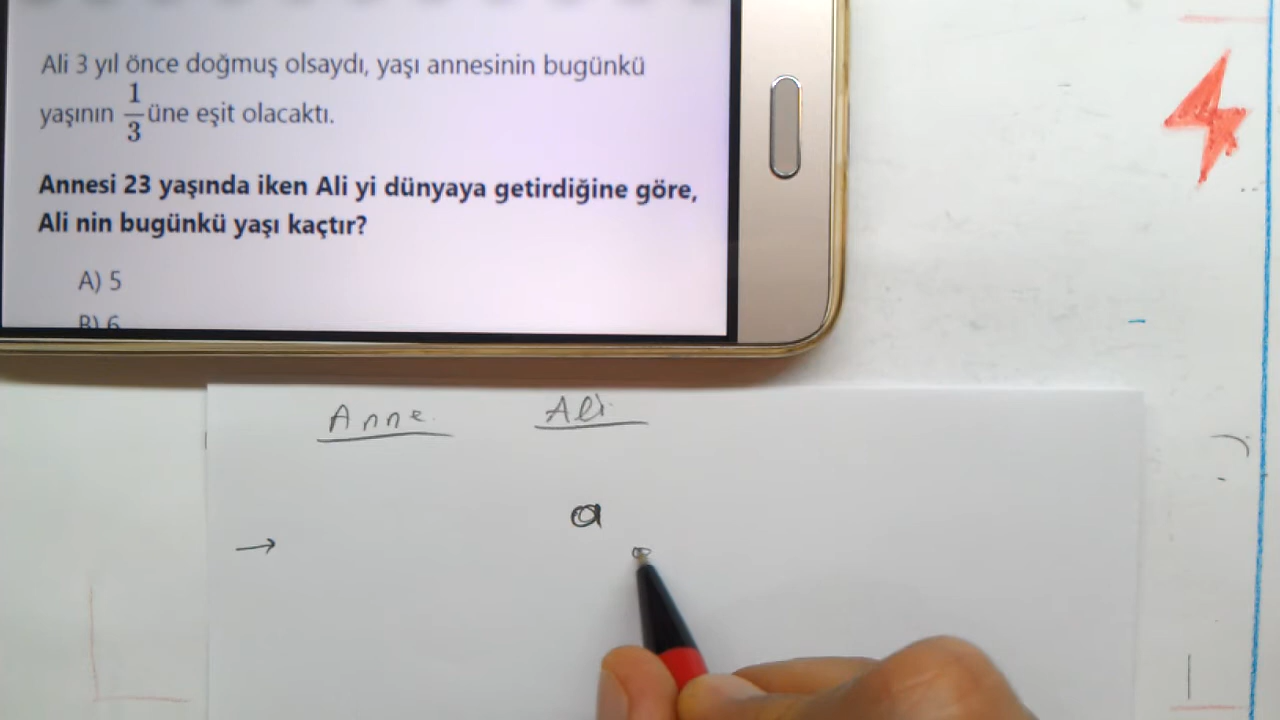 Ali 3 yıl önce doğmuş olsaydı, yaşı annesinin bugünkü
yaşının 1/3 üne eşit olacaktı.
Annesi 23 yaşında iken Ali yi dünyaya getirdiğine göre,
Ali nin bugünkü yaşı kaçtır?
A) 5
B) 6
Anne Ali
a